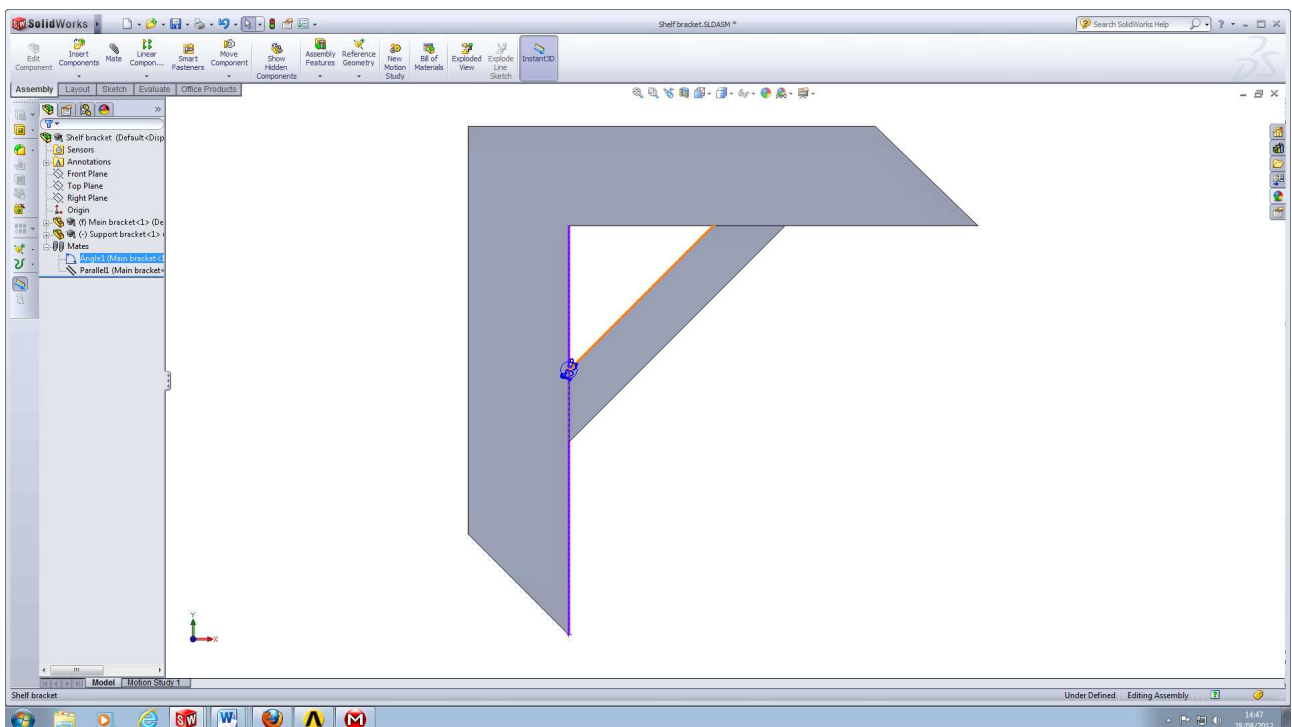 SolidWorks
Shelf bracket.SLDASM *
Search SolidWorks Help
Edit Component
Insert Components
Mate
Linear Compon...
Smart Fasteners
Move Component
Show Hidden Components
Assembly Features
Reference Geometry
New Motion Study
Bill of Materials
Exploded View
Explode Line Sketch
Instant3D
Assembly Layout Sketch Evaluate Office Products
Shelf bracket (Default<Disp
Sensors
Annotations
Front Plane
Top Plane
Right Plane
Origin
(f) Main bracket<1> (De
(-) Support bracket<1>
Mates
Angle1 (Main bracket<1
Parallel1 (Main bracket<
Y
X
Model Motion Study 1
Shelf bracket
Under Defined Editing Assembly
14:47
28/08/2012